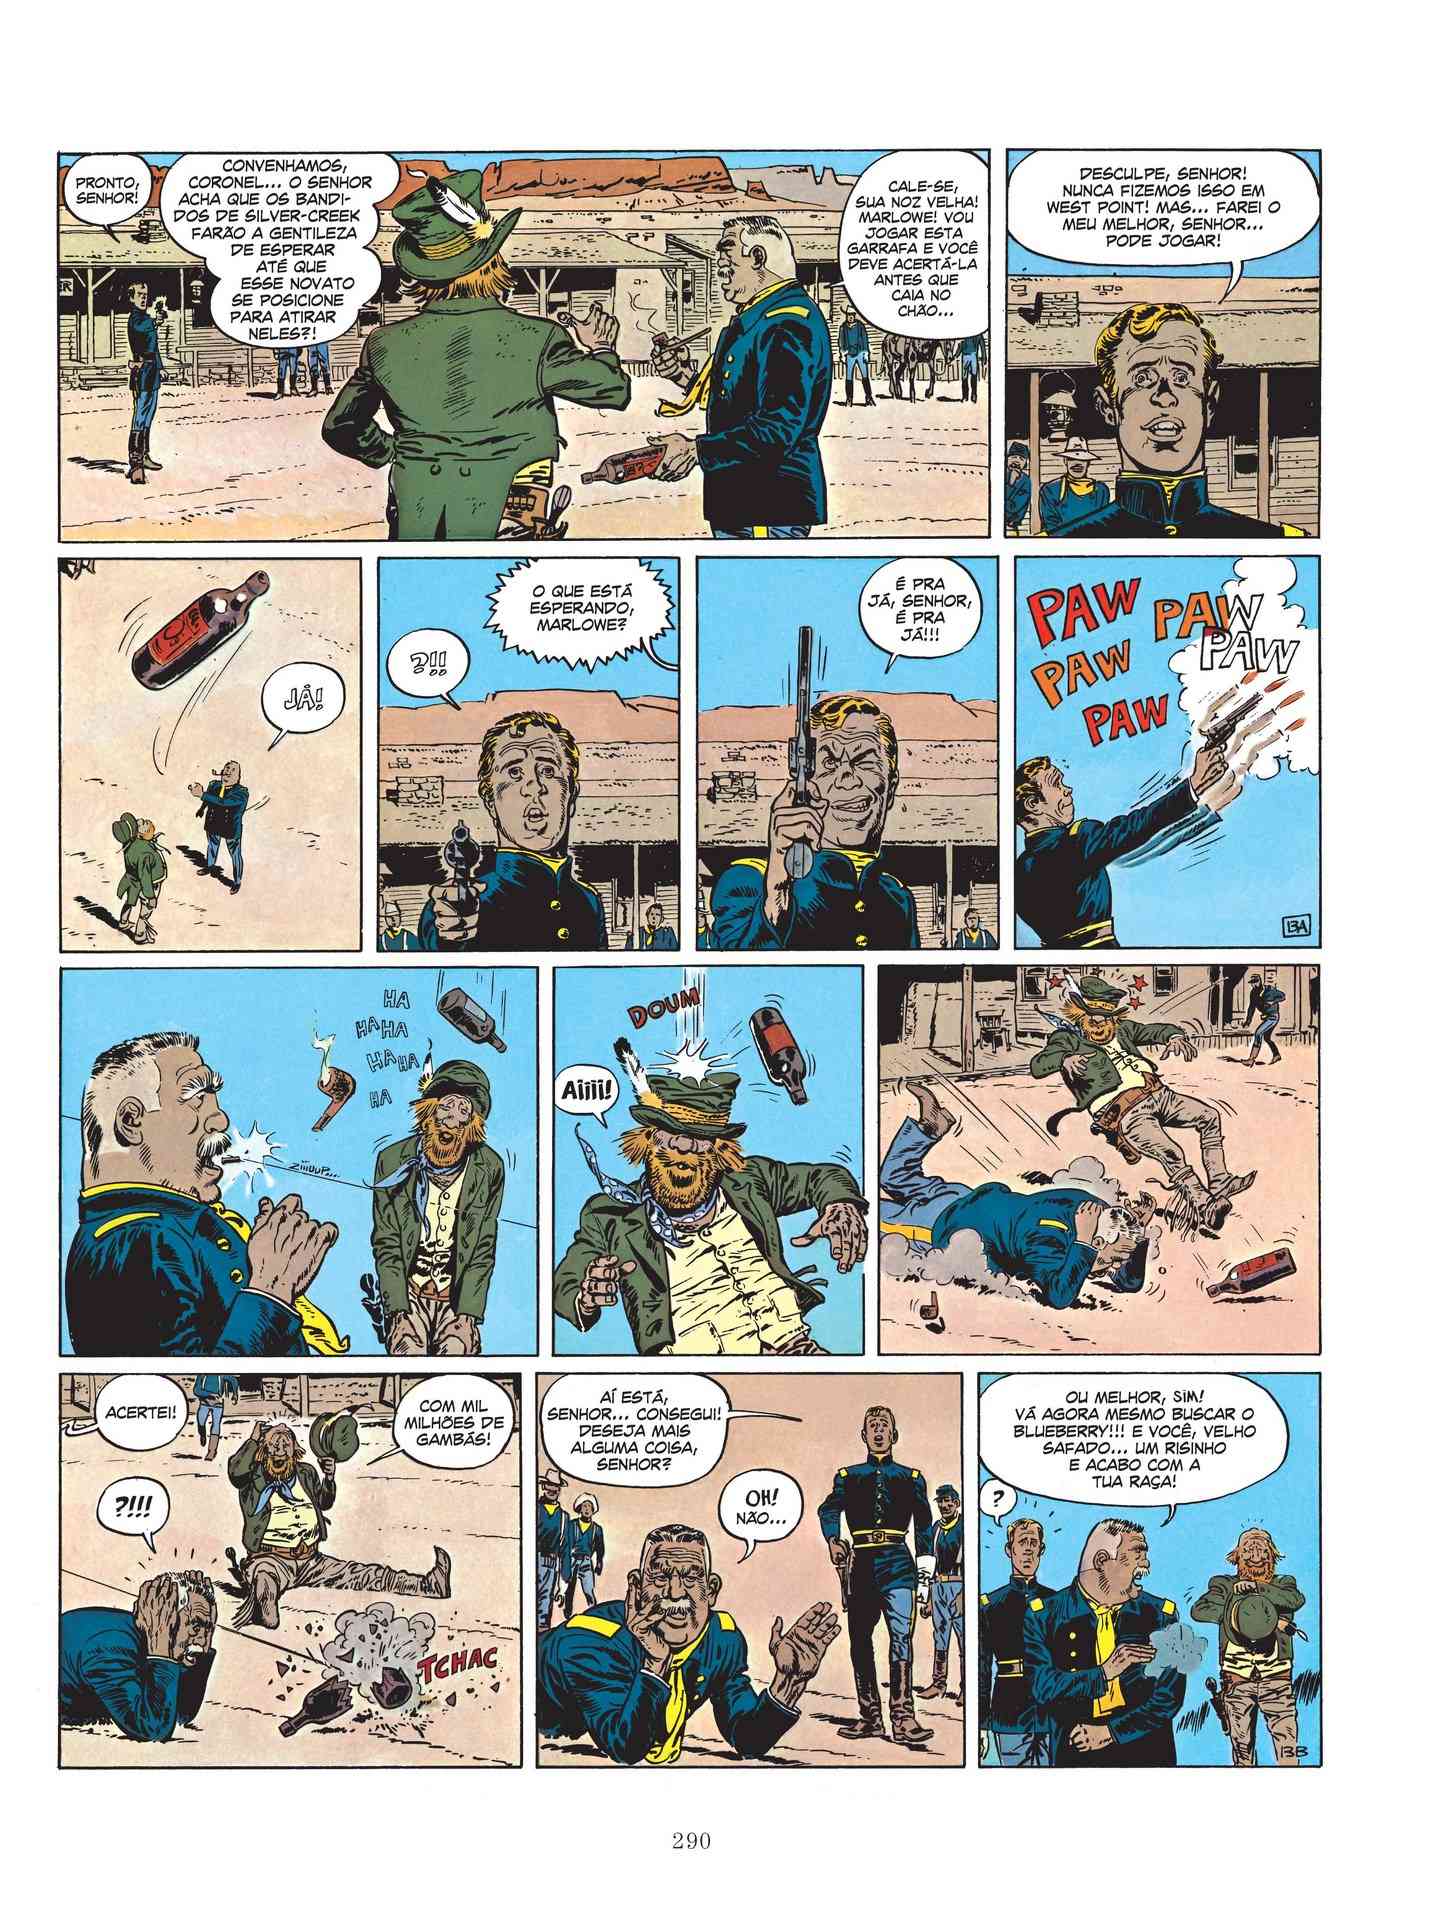 PRONTO,
SENHOR!
CONVENHAMOS,
CORONEL... O SENHOR
ACHA QUE OS BANDI-
DOS DE SILVER-CREEK
FARÃO A GENTILEZA
DE ESPERAR
ATÉ QUE
ESSE NOVATO
SE POSICIONE
PARA ATIRAR
NELES?!
CALE-SE,
SUA NOZ VELHA!
MARLOWE! VOU
JOGAR ESTA
GARRAFA E VOCÊ
DEVE ACERTÁ-LA
ANTES QUE
CAIA NO
CHÃO...
DESCULPE, SENHOR!
NUNCA FIZEMOS ISSO EM
WEST POINT! MAS... FAREI O
MEU MELHOR, SENHOR...
PODE JOGAR!
JÁ!
?!!
O QUE ESTÁ
ESPERANDO,
MARLOWE?
É PRA
JÁ, SENHOR,
É PRA
JÁ!!!
PAW
PAW
PAW
PAW
PAW
13A
HA
HAHA
HAHA
HA
ZIIIUUP...
DOUM
AÏÏÏÏ!
ACERTEI!
COM MIL
MILHÕES DE
GAMBÁS!
?!!!
TCHAC
AÍ ESTÁ,
SENHOR... CONSEGUI!
DESEJA MAIS
ALGUMA COISA,
SENHOR?
OH!
NÃO...
OU MELHOR, SIM!
VÁ AGORA MESMO BUSCAR O
BLUEBERRY!!! E VOCÊ, VELHO
SAFADO... UM RISINHO
E ACABO COM A
TUA RAÇA!
?
13B
290